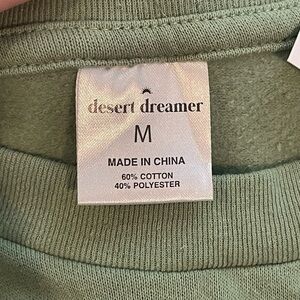 desert dreamer
M
MADE IN CHINA
60% COTTON
40% POLYESTER